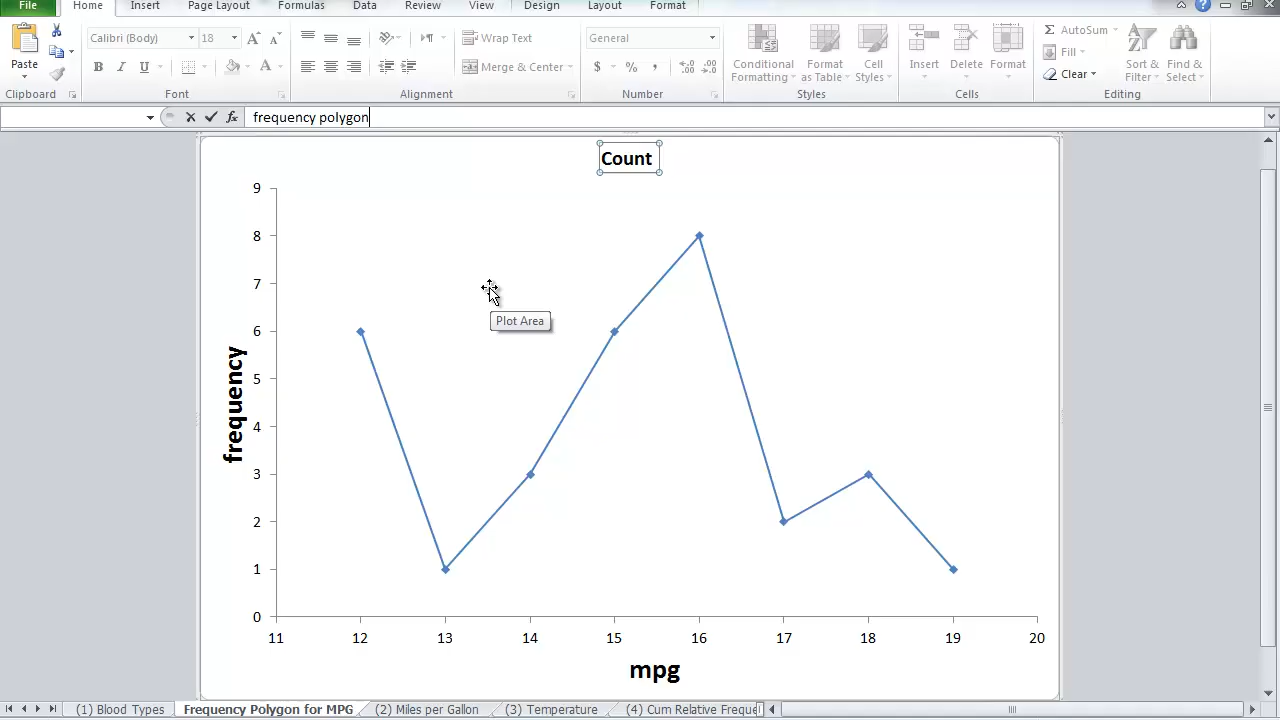 File Home Insert Page Layout Formulas Data Review View Design Layout Format
Calibri (Body) 18 Wrap Text General AutoSum
Paste Conditional Format Cell Insert Delete Format Fill Sort & Find &
B I U Merge & Center $ % , Formatting as Table Styles Clear Filter Select
Clipboard Font Alignment Number Styles Cells Editing
fx frequency polygon
Count
9
8
7
6
5
4
3
2
1
0
frequency
Plot Area
11 12 13 14 15 16 17 18 19 20
mpg
(1) Blood Types Frequency Polygon for MPG (2) Miles per Gallon (3) Temperature (4) Cum Relative Freque